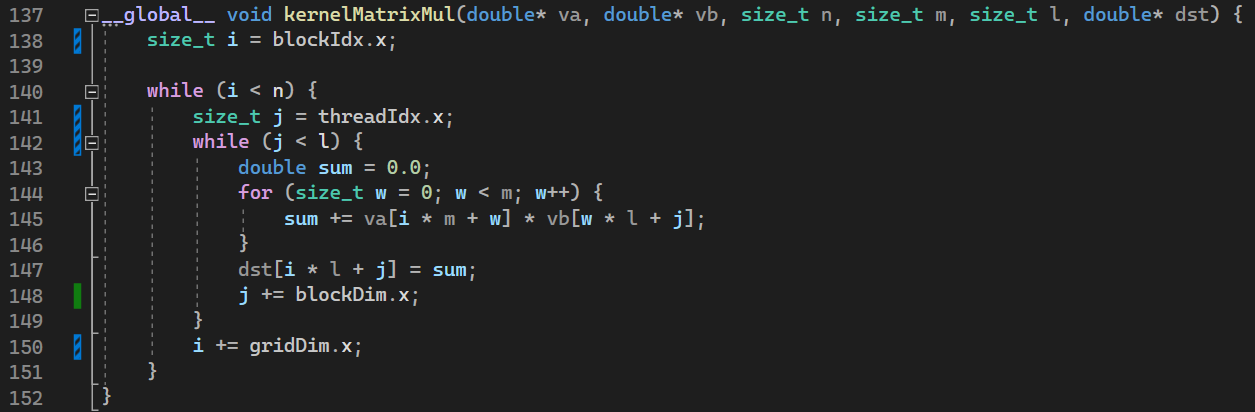 137 __global__ void kernelMatrixMul(double* va, double* vb, size_t n, size_t m, size_t l, double* dst) {
138     size_t i = blockIdx.x;
139
140     while (i < n) {
141         size_t j = threadIdx.x;
142         while (j < l) {
143             double sum = 0.0;
144             for (size_t w = 0; w < m; w++) {
145                 sum += va[i * m + w] * vb[w * l + j];
146             }
147             dst[i * l + j] = sum;
148             j += blockDim.x;
149         }
150         i += gridDim.x;
151     }
152 }